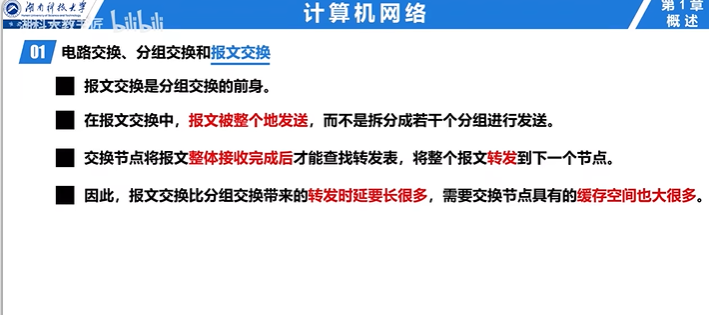 湖南科技大学
Hunan University of Science and Technology
计算机网络
第1章
概述
湖科大教书匠 bilibili
01 电路交换、分组交换和报文交换
报文交换是分组交换的前身。
在报文交换中，报文被整个地发送，而不是拆分成若干个分组进行发送。
交换节点将报文整体接收完成后才能查找转发表，将整个报文转发到下一个节点。
因此，报文交换比分组交换带来的转发时延要长很多，需要交换节点具有的缓存空间也大很多。